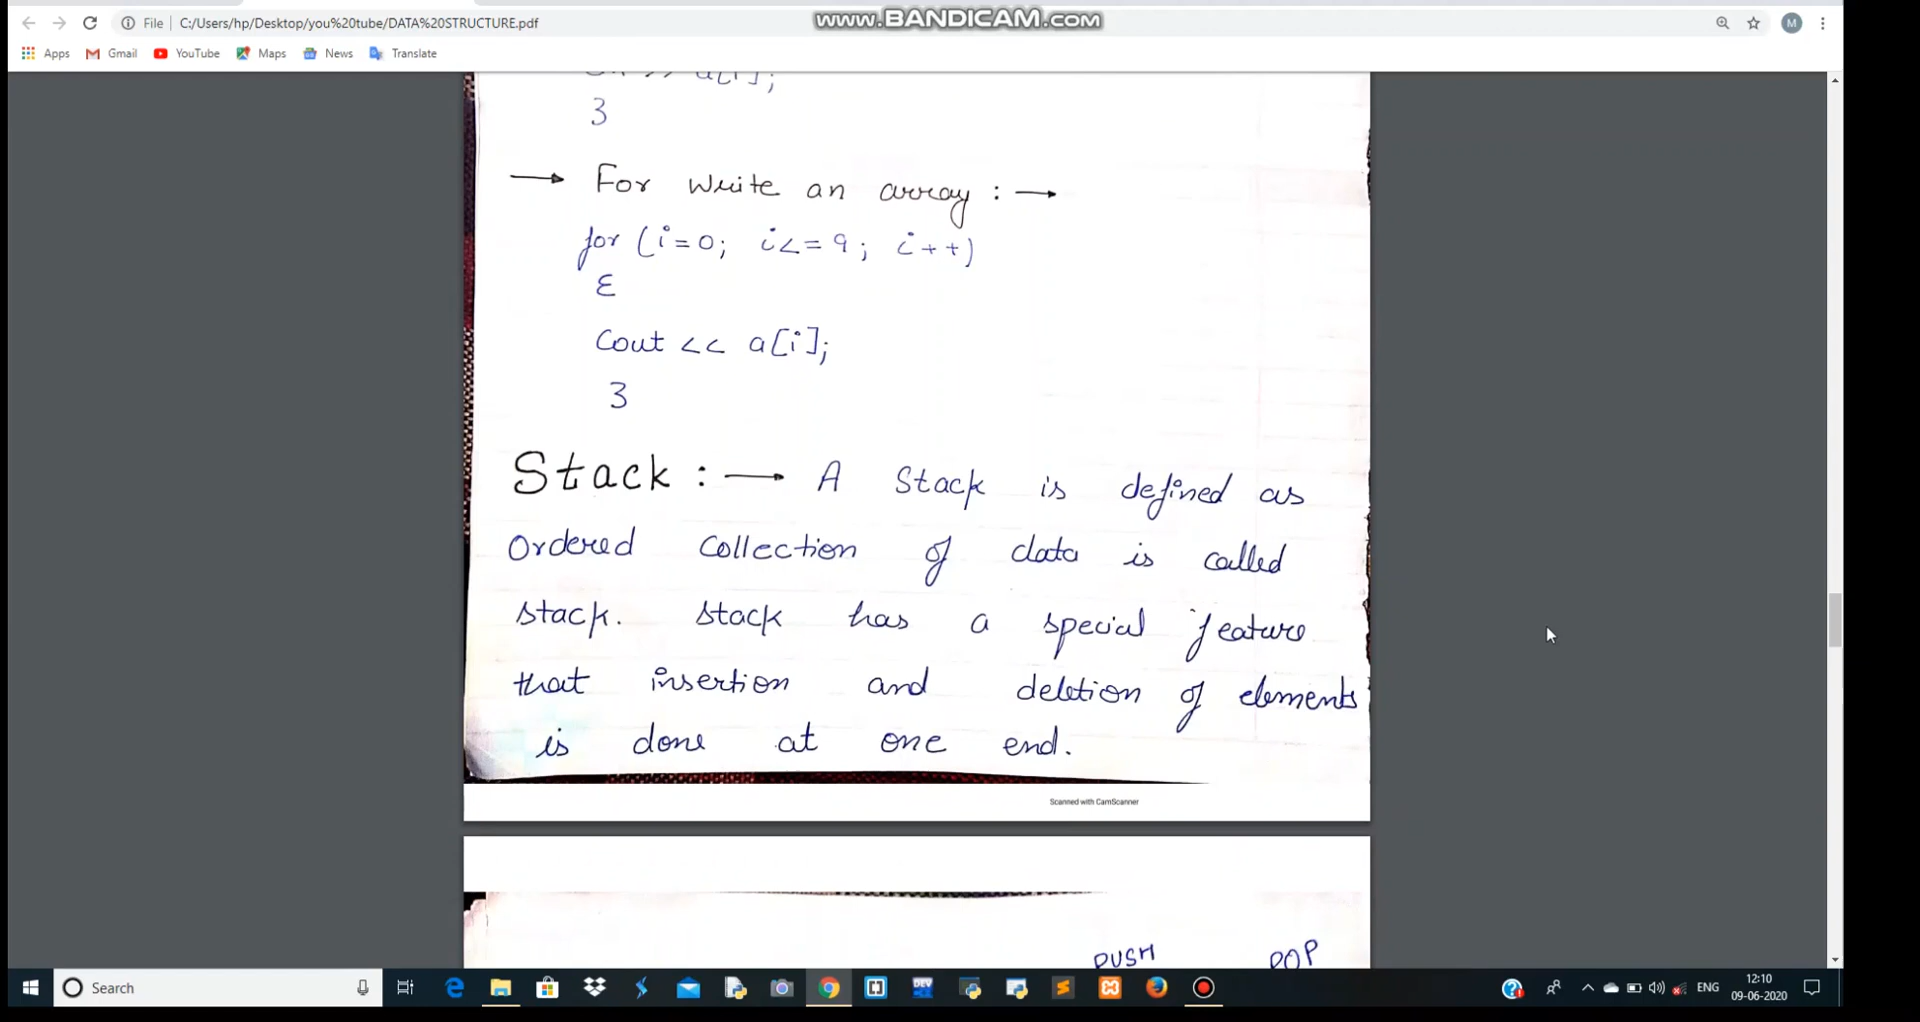 www.BANDICAM.com
File | C:/Users/hp/Desktop/you%20tube/DATA%20STRUCTURE.pdf
M
Apps Gmail YouTube Maps News Translate
a[i];
}
→ For write an array : →
for (i=0; i<=9; i++)
{
Cout << a[i];
}
Stack : → A Stack is defined as
Ordered Collection of data is called
stack. Stack has a special feature
that insertion and deletion of elements
is done at one end.
Scanned with CamScanner
PUSH POP
Search
DEV
ENG
12:10
09-06-2020